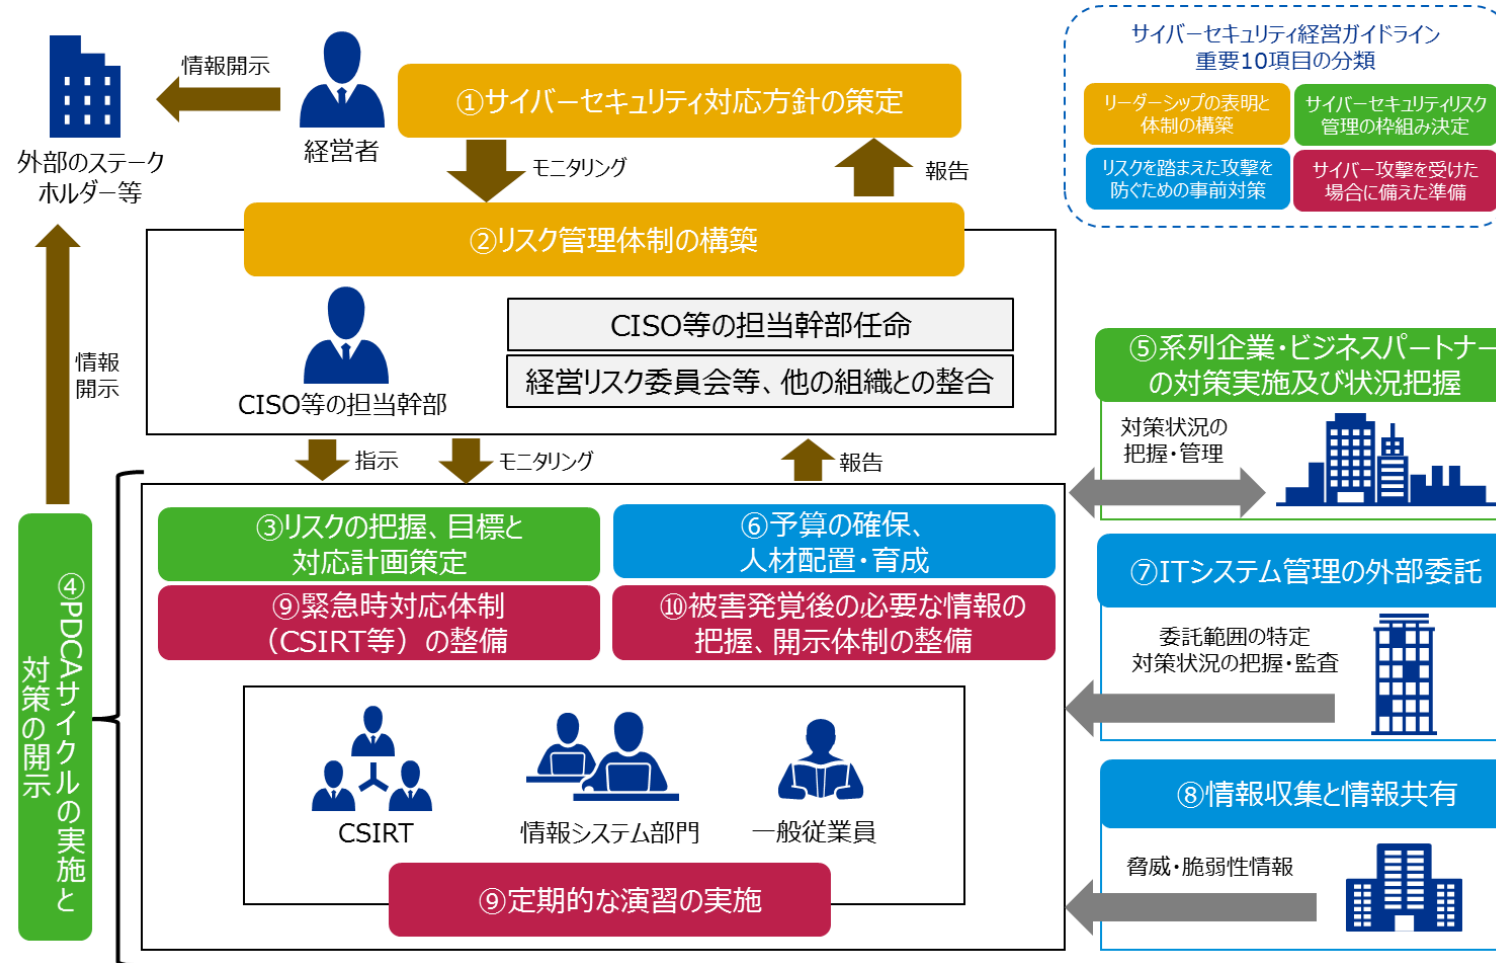 情報開示
経営者
外部のステーク
ホルダー等
①サイバーセキュリティ対応方針の策定
モニタリング
報告
サイバーセキュリティ経営ガイドライン
重要10項目の分類
リーダーシップの表明と
体制の構築
サイバーセキュリティリスク
管理の枠組み決定
リスクを踏まえた攻撃を
防ぐための事前対策
サイバー攻撃を受けた
場合に備えた準備
②リスク管理体制の構築
CISO等の担当幹部
CISO等の担当幹部任命
経営リスク委員会等、他の組織との整合
情報
開示
指示
モニタリング
報告
④PDCAサイクルの実施と
対策の開示
③リスクの把握、目標と
対応計画策定
⑥予算の確保、
人材配置・育成
⑨緊急時対応体制
（CSIRT等）の整備
⑩被害発覚後の必要な情報の
把握、開示体制の整備
CSIRT
情報システム部門
一般従業員
⑨定期的な演習の実施
⑤系列企業・ビジネスパートナー
の対策実施及び状況把握
対策状況の
把握・管理
⑦ITシステム管理の外部委託
委託範囲の特定
対策状況の把握・監査
⑧情報収集と情報共有
脅威・脆弱性情報